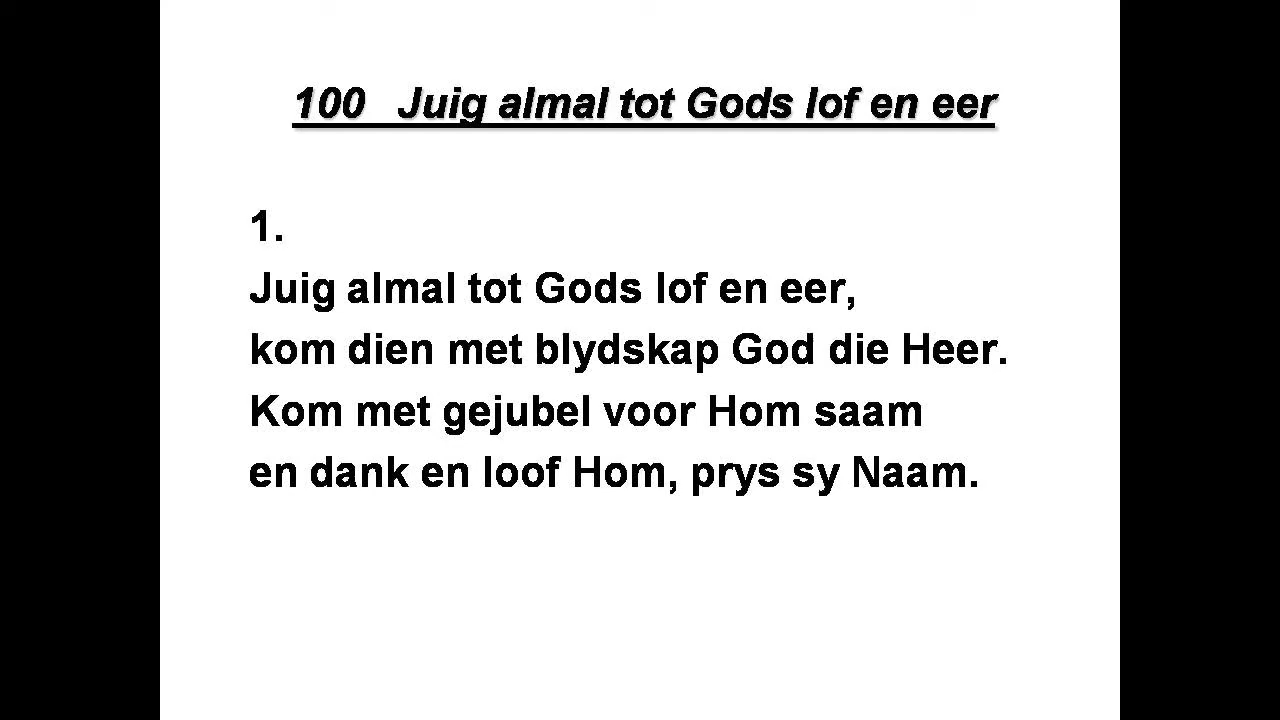 100 Juig almal tot Gods lof en eer
1.
Juig almal tot Gods lof en eer,
kom dien met blydskap God die Heer.
Kom met gejubel voor Hom saam
en dank en loof Hom, prys sy Naam.